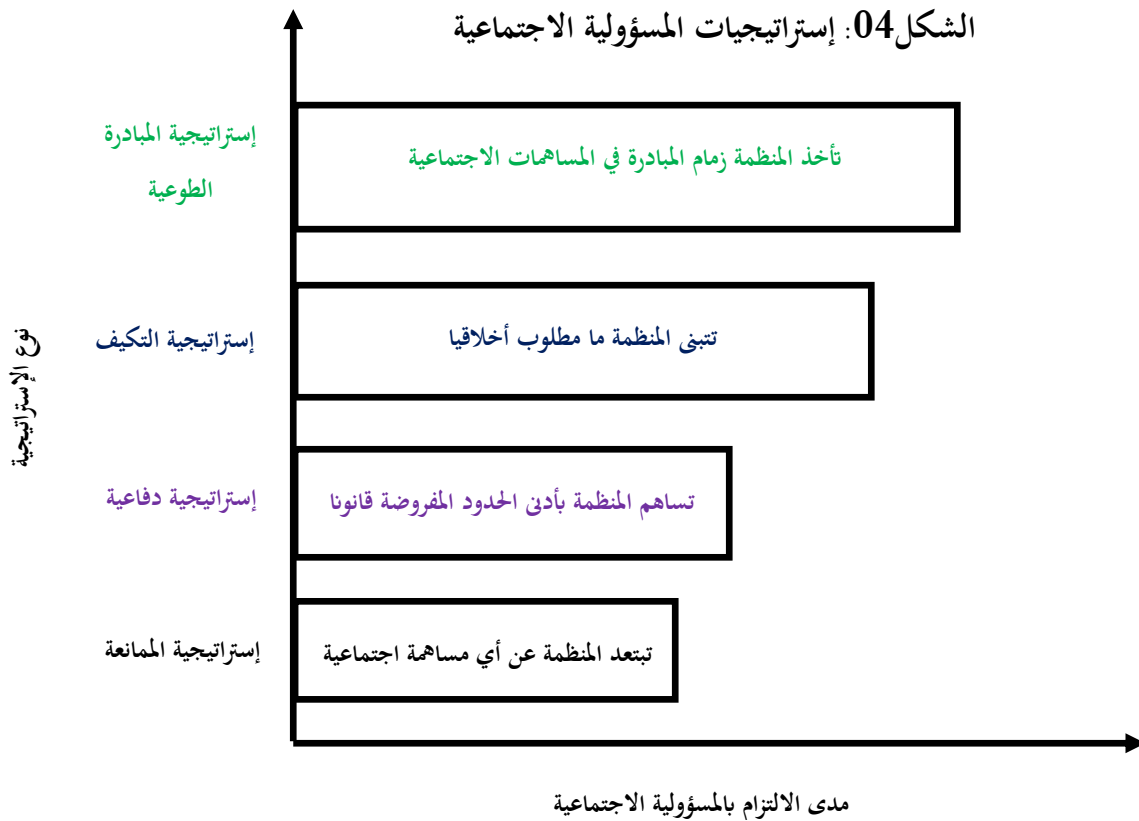 الشكل04: إستراتيجيات المسؤولية الاجتماعية
إستراتيجية المبادرة
الطوعية
تأخذ المنظمة زمام المبادرة في المساهمات الاجتماعية
إستراتيجية التكيف
تتبنى المنظمة ما مطلوب أخلاقيا
نوع الإستراتيجية
إستراتيجية دفاعية
تساهم المنظمة بأدنى الحدود المفروضة قانونا
إستراتيجية الممانعة
تبتعد المنظمة عن أي مساهمة اجتماعية
مدى الالتزام بالمسؤولية الاجتماعية